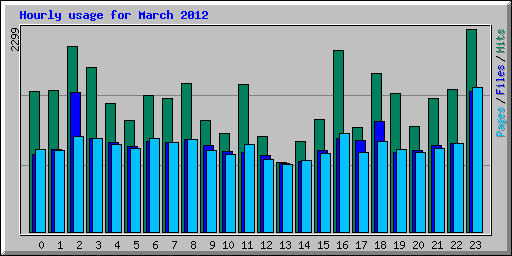 Hourly usage for March 2012
2299
Pages / Files / Hits
0 1 2 3 4 5 6 7 8 9 10 11 12 13 14 15 16 17 18 19 20 21 22 23